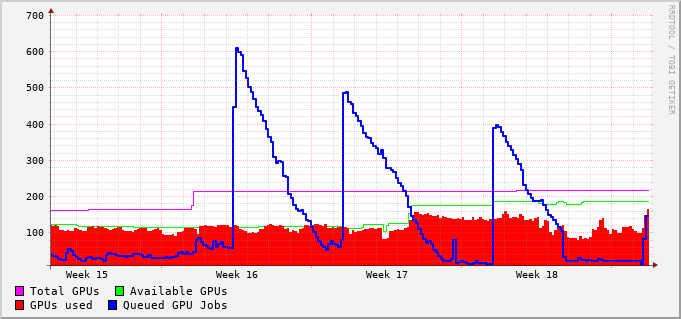 700
600
500
400
300
200
100
Week 15 Week 16 Week 17 Week 18
Total GPUs Available GPUs
GPUs used Queued GPU Jobs
RRDTOOL / TOBI OETIKER